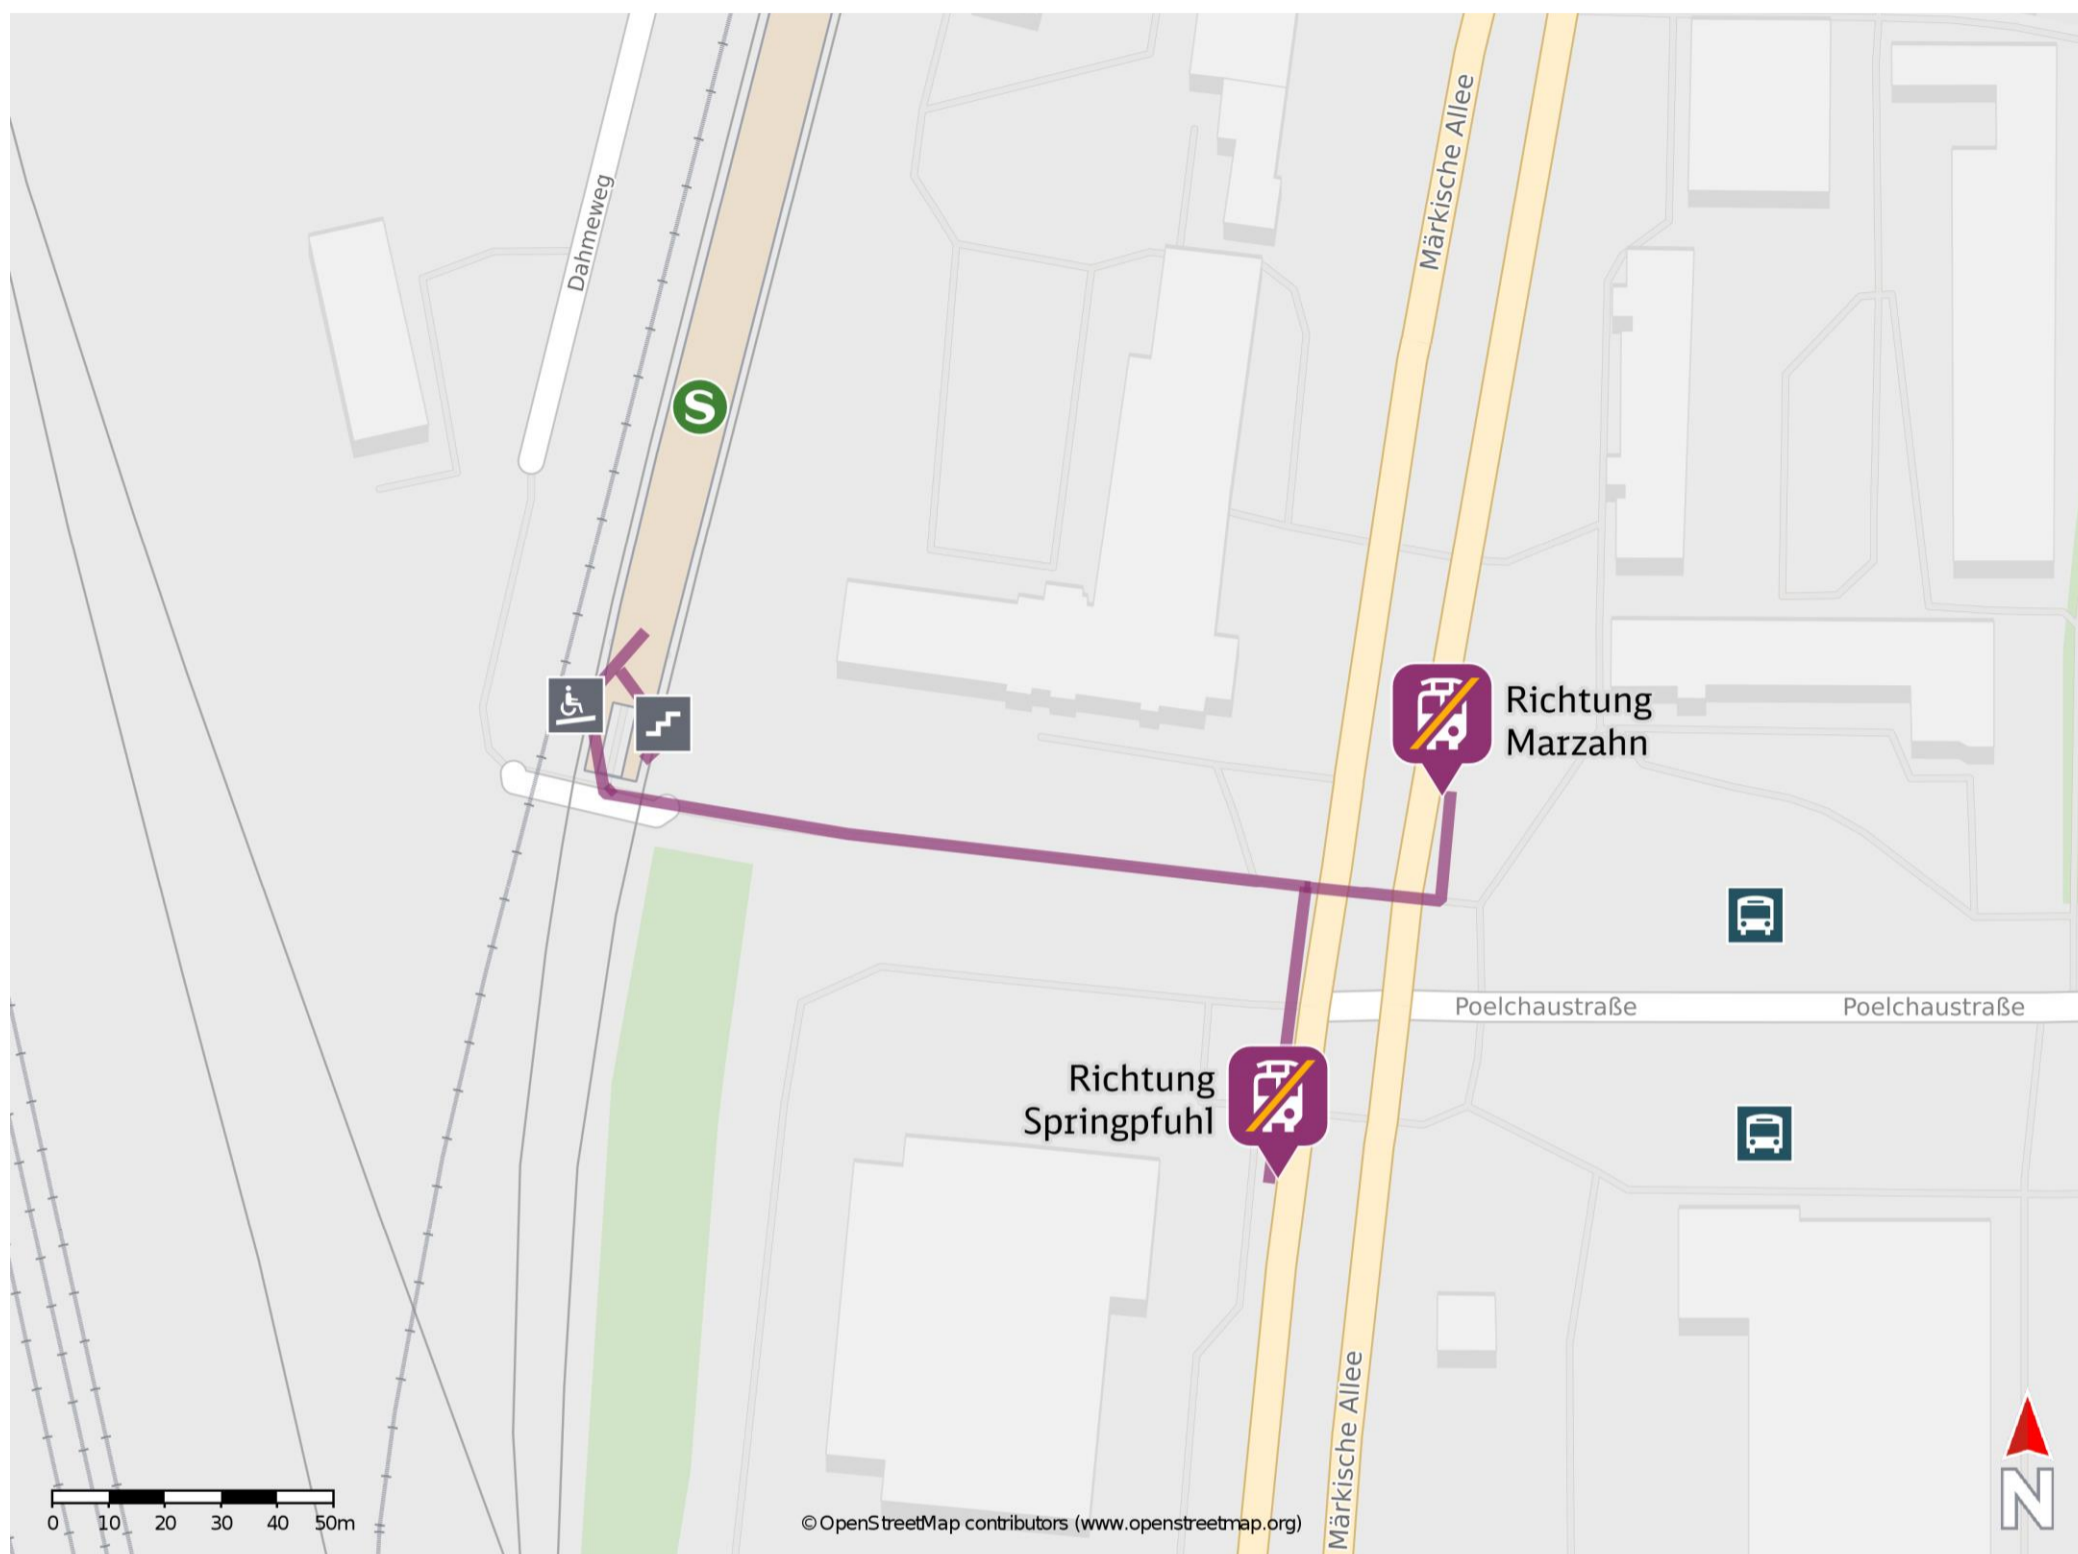 Märkische Allee
Dahmeweg
S
Richtung
Marzahn
Poelchaustraße
Poelchaustraße
Richtung
Springpfuhl
Märkische Allee
N
0 10 20 30 40 50m
©OpenStreetMap contributors (www.openstreetmap.org)